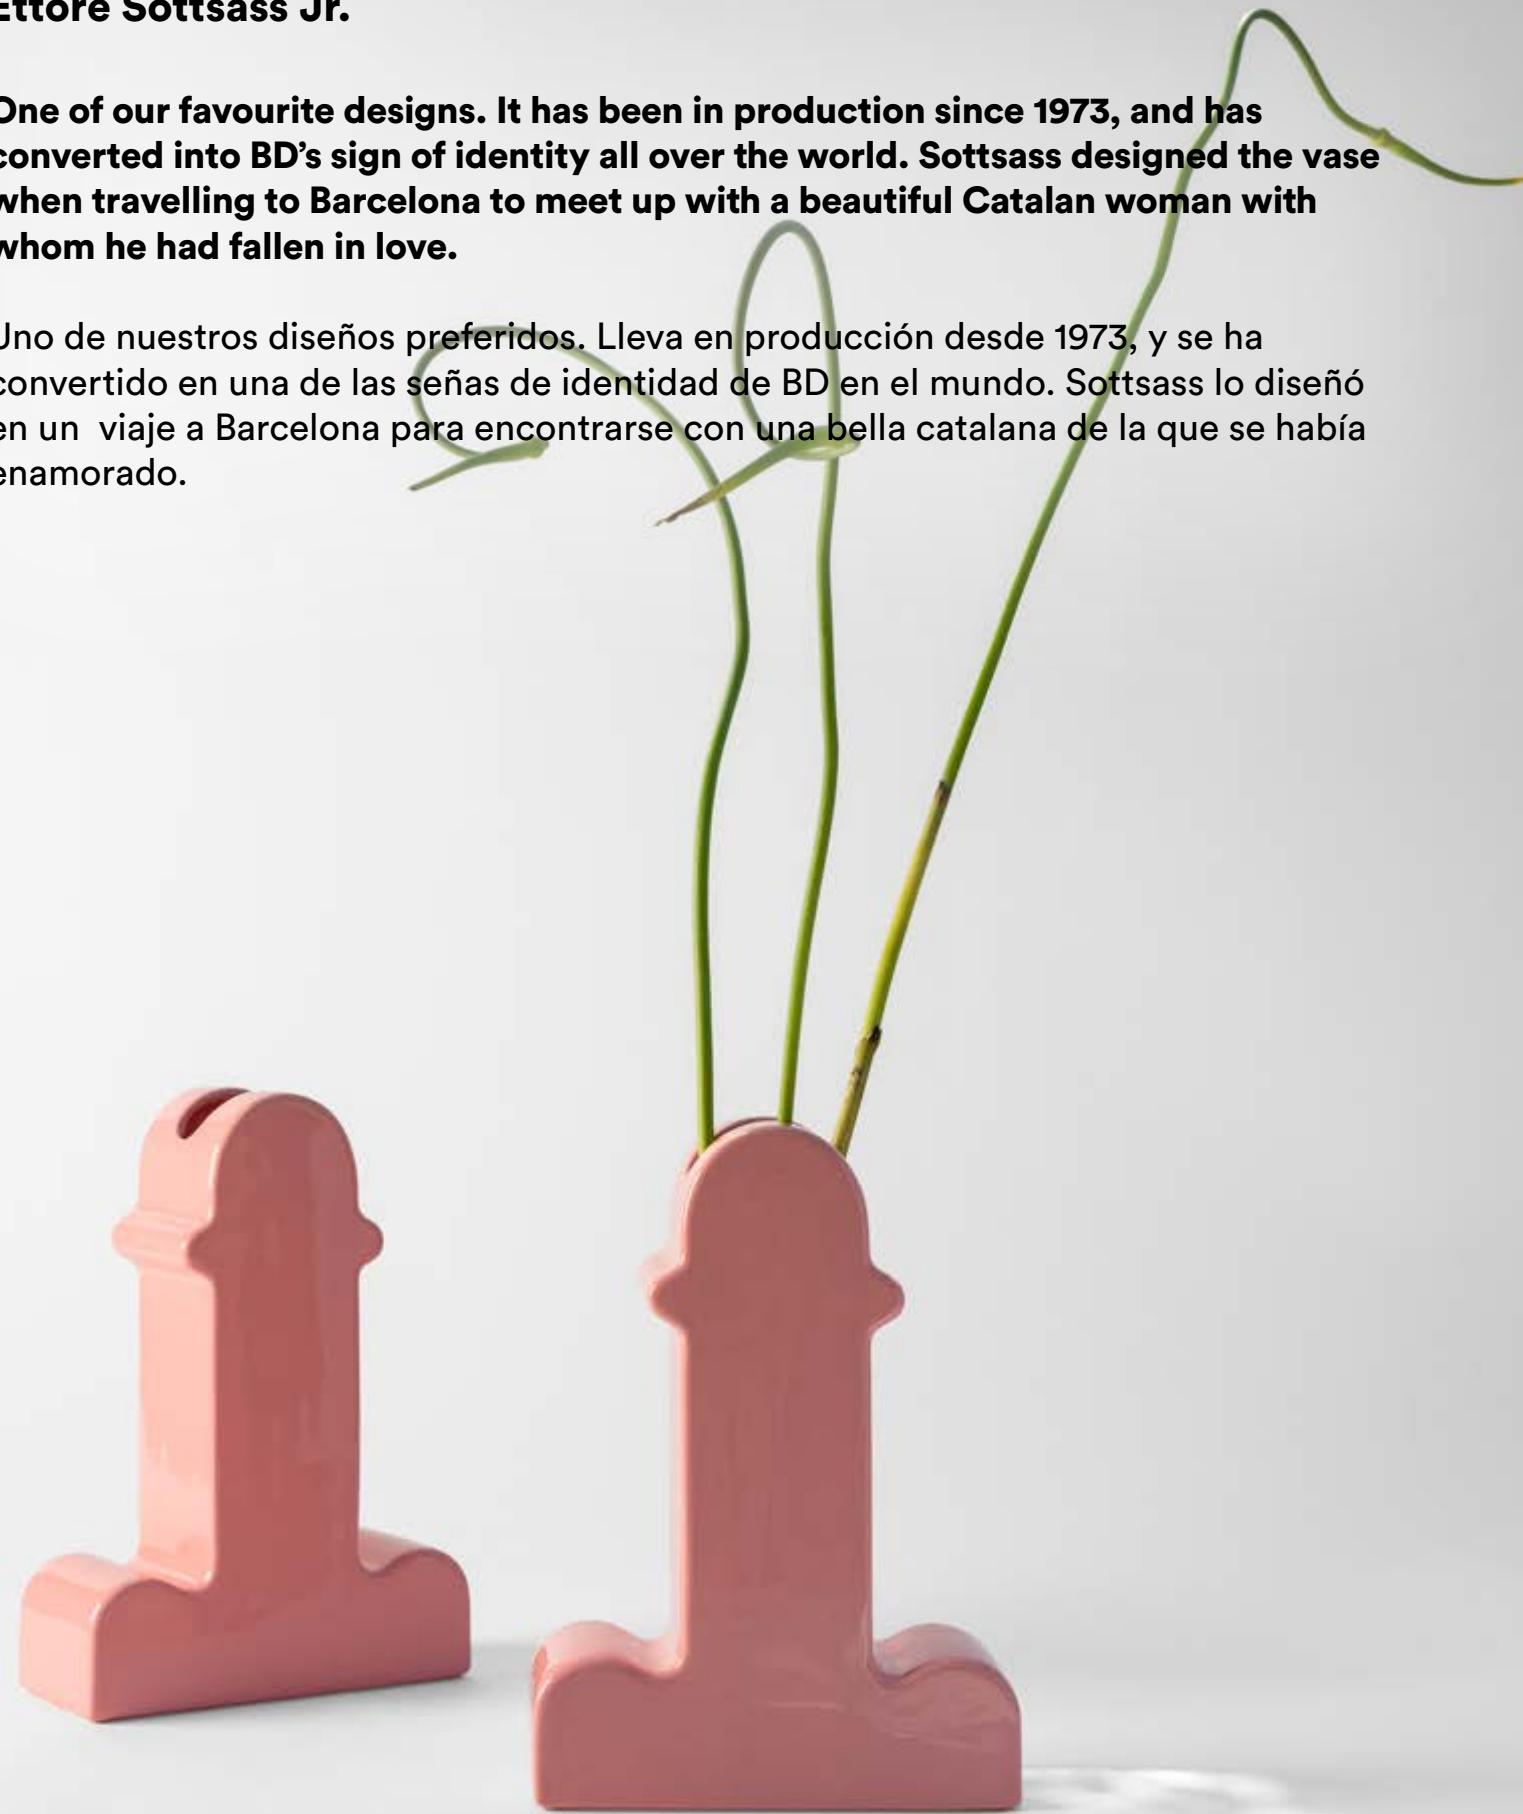 Ettore Sottsass Jr.
One of our favourite designs. It has been in production since 1973, and has
converted into BD's sign of identity all over the world. Sottsass designed the vase
when travelling to Barcelona to meet up with a beautiful Catalan woman with
whom he had fallen in love.
Uno de nuestros diseños preferidos. Lleva en producción desde 1973, y se ha
convertido en una de las señas de identidad de BD en el mundo. Sottsass lo diseñó
en un  viaje a Barcelona para encontrarse con una bella catalana de la que se había
enamorado.